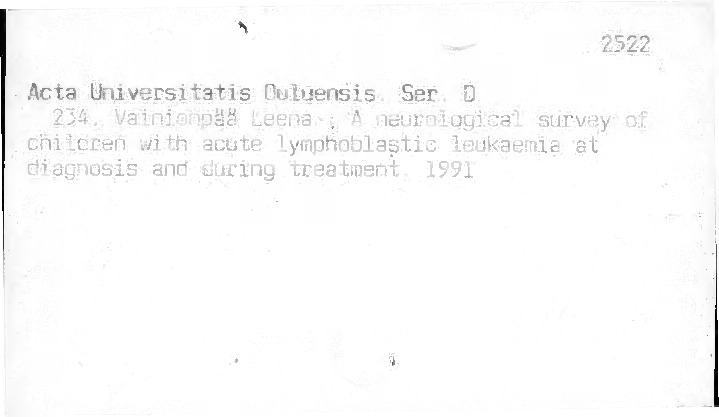 2522
Acta Universitatis Ouluensis. Ser. D
234. Vainionpää Leena.: A neurological survey of
children with acute lymphoblastic leukaemia at
diagnosis and during treatment. 1991